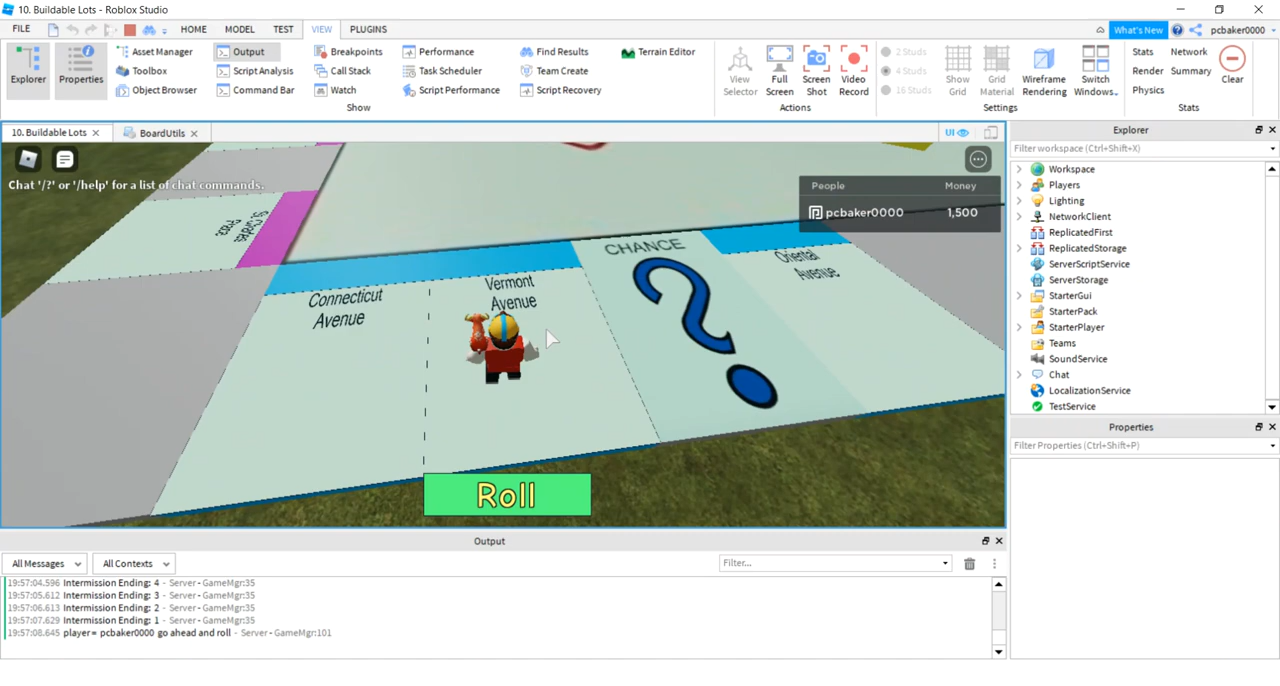 10. Buildable Lots - Roblox Studio
FILE
HOME
MODEL
TEST
VIEW
PLUGINS
What's New
pcbaker0000
Explorer
Properties
Asset Manager
Toolbox
Object Browser
Output
Script Analysis
Command Bar
Breakpoints
Call Stack
Watch
Performance
Task Scheduler
Script Performance
Find Results
Team Create
Script Recovery
Terrain Editor
Show
View
Selector
Full
Screen
Screen
Shot
Video
Record
Actions
2 Studs
4 Studs
16 Studs
Show
Grid
Grid
Material
Wireframe
Rendering
Switch
Windows
Settings
Stats
Render
Physics
Network
Summary
Clear
Stats
10. Buildable Lots
BoardUtils
UI
Chat '/?' or '/help' for a list of chat commands.
People Money
pcbaker0000 1,500
St. Charles
Place
Connecticut
Avenue
Vermont
Avenue
CHANCE
?
Oriental
Avenue
Roll
Explorer
Filter workspace (Ctrl+Shift+X)
Workspace
Players
Lighting
NetworkClient
ReplicatedFirst
ReplicatedStorage
ServerScriptService
ServerStorage
StarterGui
StarterPack
StarterPlayer
Teams
SoundService
Chat
LocalizationService
TestService
Properties
Filter Properties (Ctrl+Shift+P)
Output
All Messages
All Contexts
Filter...
19:57:04.596 Intermission Ending: 4 - Server - GameMgr:35
19:57:05.612 Intermission Ending: 3 - Server - GameMgr:35
19:57:06.613 Intermission Ending: 2 - Server - GameMgr:35
19:57:07.629 Intermission Ending: 1 - Server - GameMgr:35
19:57:08.645 player= pcbaker0000 go ahead and roll - Server - GameMgr:101